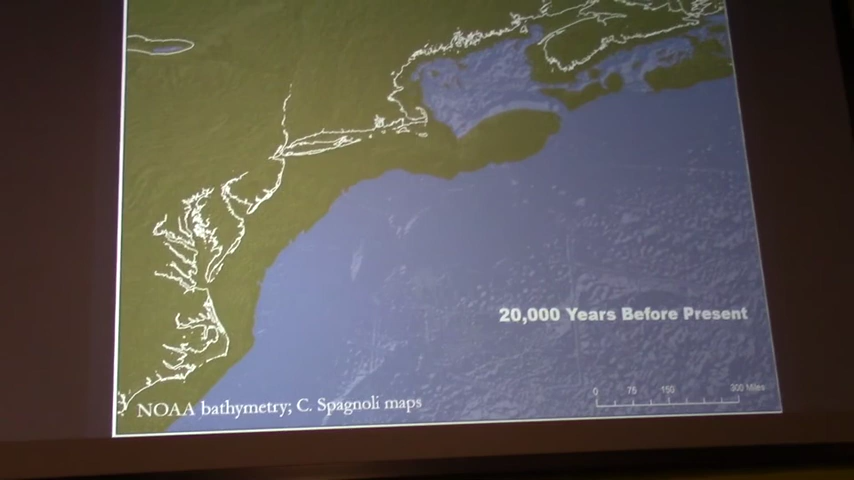 20,000 Years Before Present
0 75 150 300 Miles
NOAA bathymetry; C. Spagnoli maps